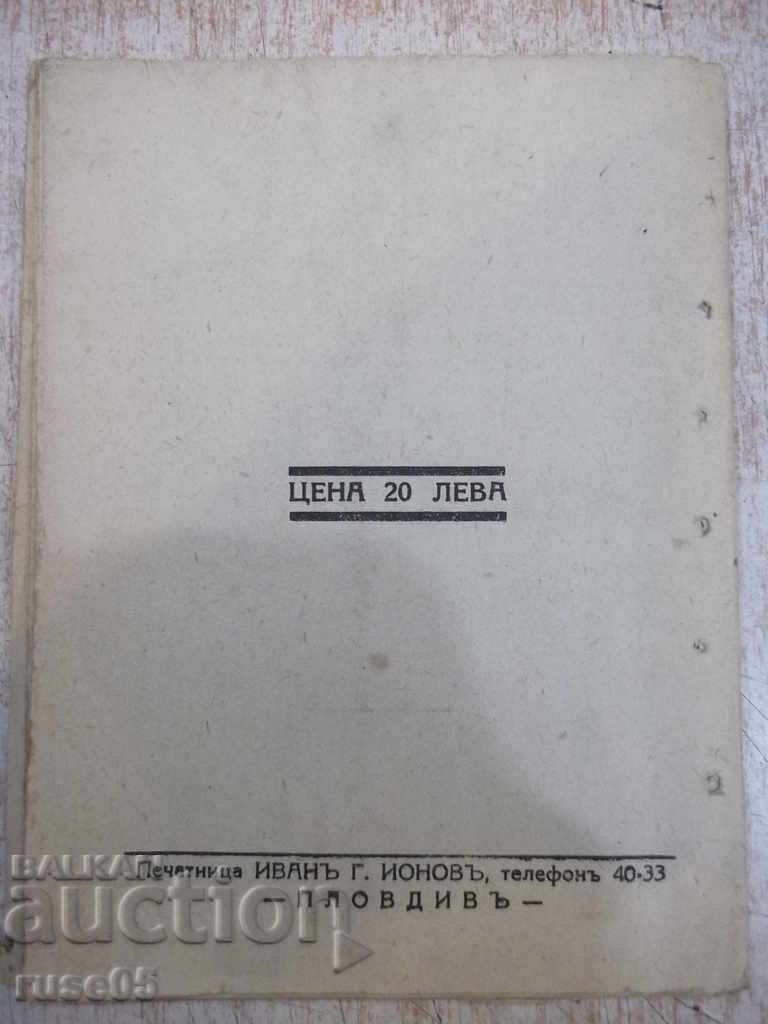 ЦЕНА 20 ЛЕВА
Печатница ИВАНЪ Г. ИОНОВЪ, телефонъ 40-33
— ПЛОВДИВЪ —
BALKAN
auction
ruse05